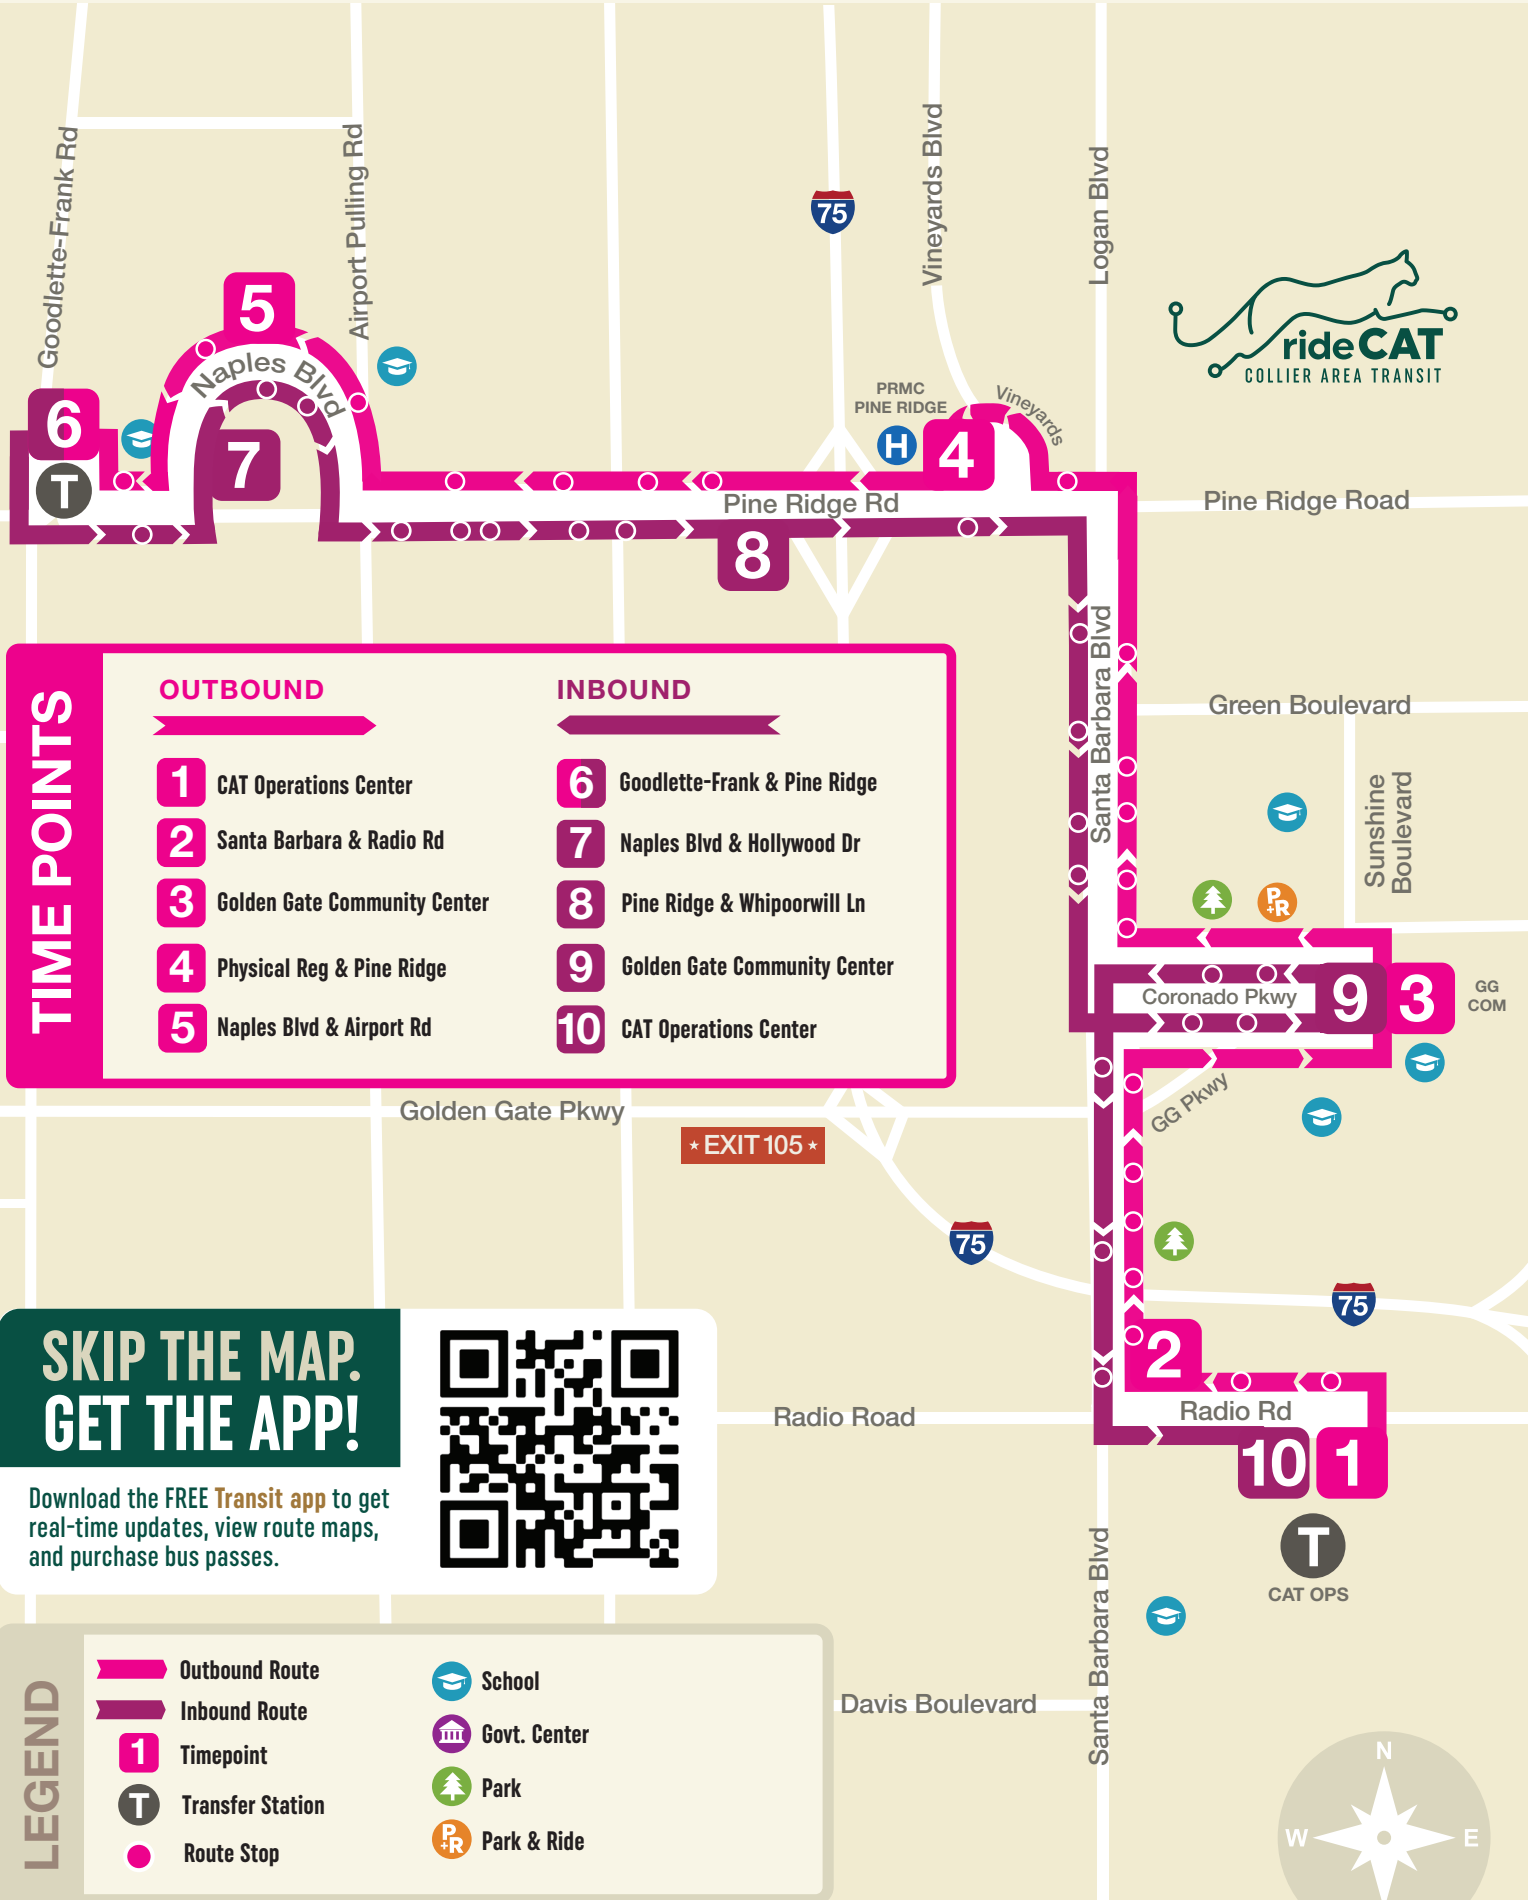 Goodlette-Frank Rd
Airport Pulling Rd
75
Vineyards Blvd
Logan Blvd
rideCAT
COLLIER AREA TRANSIT
5
Naples Blvd
6
T
7
PRMC
PINE RIDGE
H
4
Vineyards
Pine Ridge Rd
Pine Ridge Road
8
Santa Barbara Blvd
Green Boulevard
Sunshine
Boulevard
P+R
TIME POINTS
OUTBOUND
1 CAT Operations Center
2 Santa Barbara & Radio Rd
3 Golden Gate Community Center
4 Physical Reg & Pine Ridge
5 Naples Blvd & Airport Rd
INBOUND
6 Goodlette-Frank & Pine Ridge
7 Naples Blvd & Hollywood Dr
8 Pine Ridge & Whipoorwill Ln
9 Golden Gate Community Center
10 CAT Operations Center
Coronado Pkwy
9
3
GG
COM
GG Pkwy
Golden Gate Pkwy
EXIT 105
75
75
2
Radio Road
Radio Rd
10
1
T
CAT OPS
Santa Barbara Blvd
SKIP THE MAP.
GET THE APP!
Download the FREE Transit app to get
real-time updates, view route maps,
and purchase bus passes.
Davis Boulevard
LEGEND
Outbound Route
Inbound Route
1 Timepoint
T Transfer Station
Route Stop
School
Govt. Center
Park
P+R Park & Ride
N
W
E